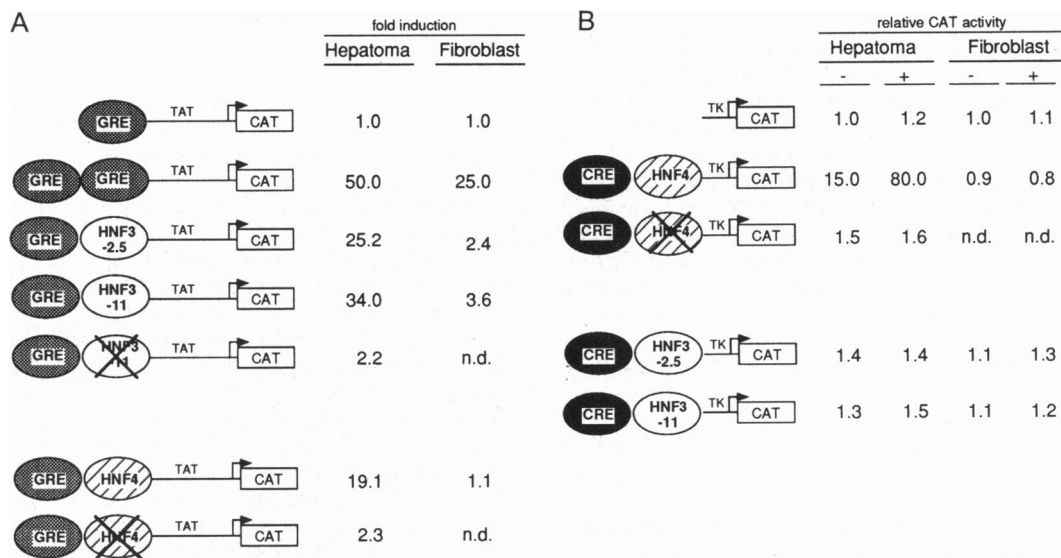 A
fold induction
Hepatoma Fibroblast
GRE TAT CAT 1.0 1.0
GRE GRE TAT CAT 50.0 25.0
GRE HNF3 -2.5 TAT CAT 25.2 2.4
GRE HNF3 -11 TAT CAT 34.0 3.6
GRE HNF3 TAT CAT 2.2 n.d.
GRE HNF4 TAT CAT 19.1 1.1
GRE HNF4 TAT CAT 2.3 n.d.
B
relative CAT activity
Hepatoma Fibroblast
- + - +
TK CAT 1.0 1.2 1.0 1.1
CRE HNF4 TK CAT 15.0 80.0 0.9 0.8
CRE HNF4 TK CAT 1.5 1.6 n.d. n.d.
CRE HNF3 -2.5 TK CAT 1.4 1.4 1.1 1.3
CRE HNF3 -11 TK CAT 1.3 1.5 1.1 1.2